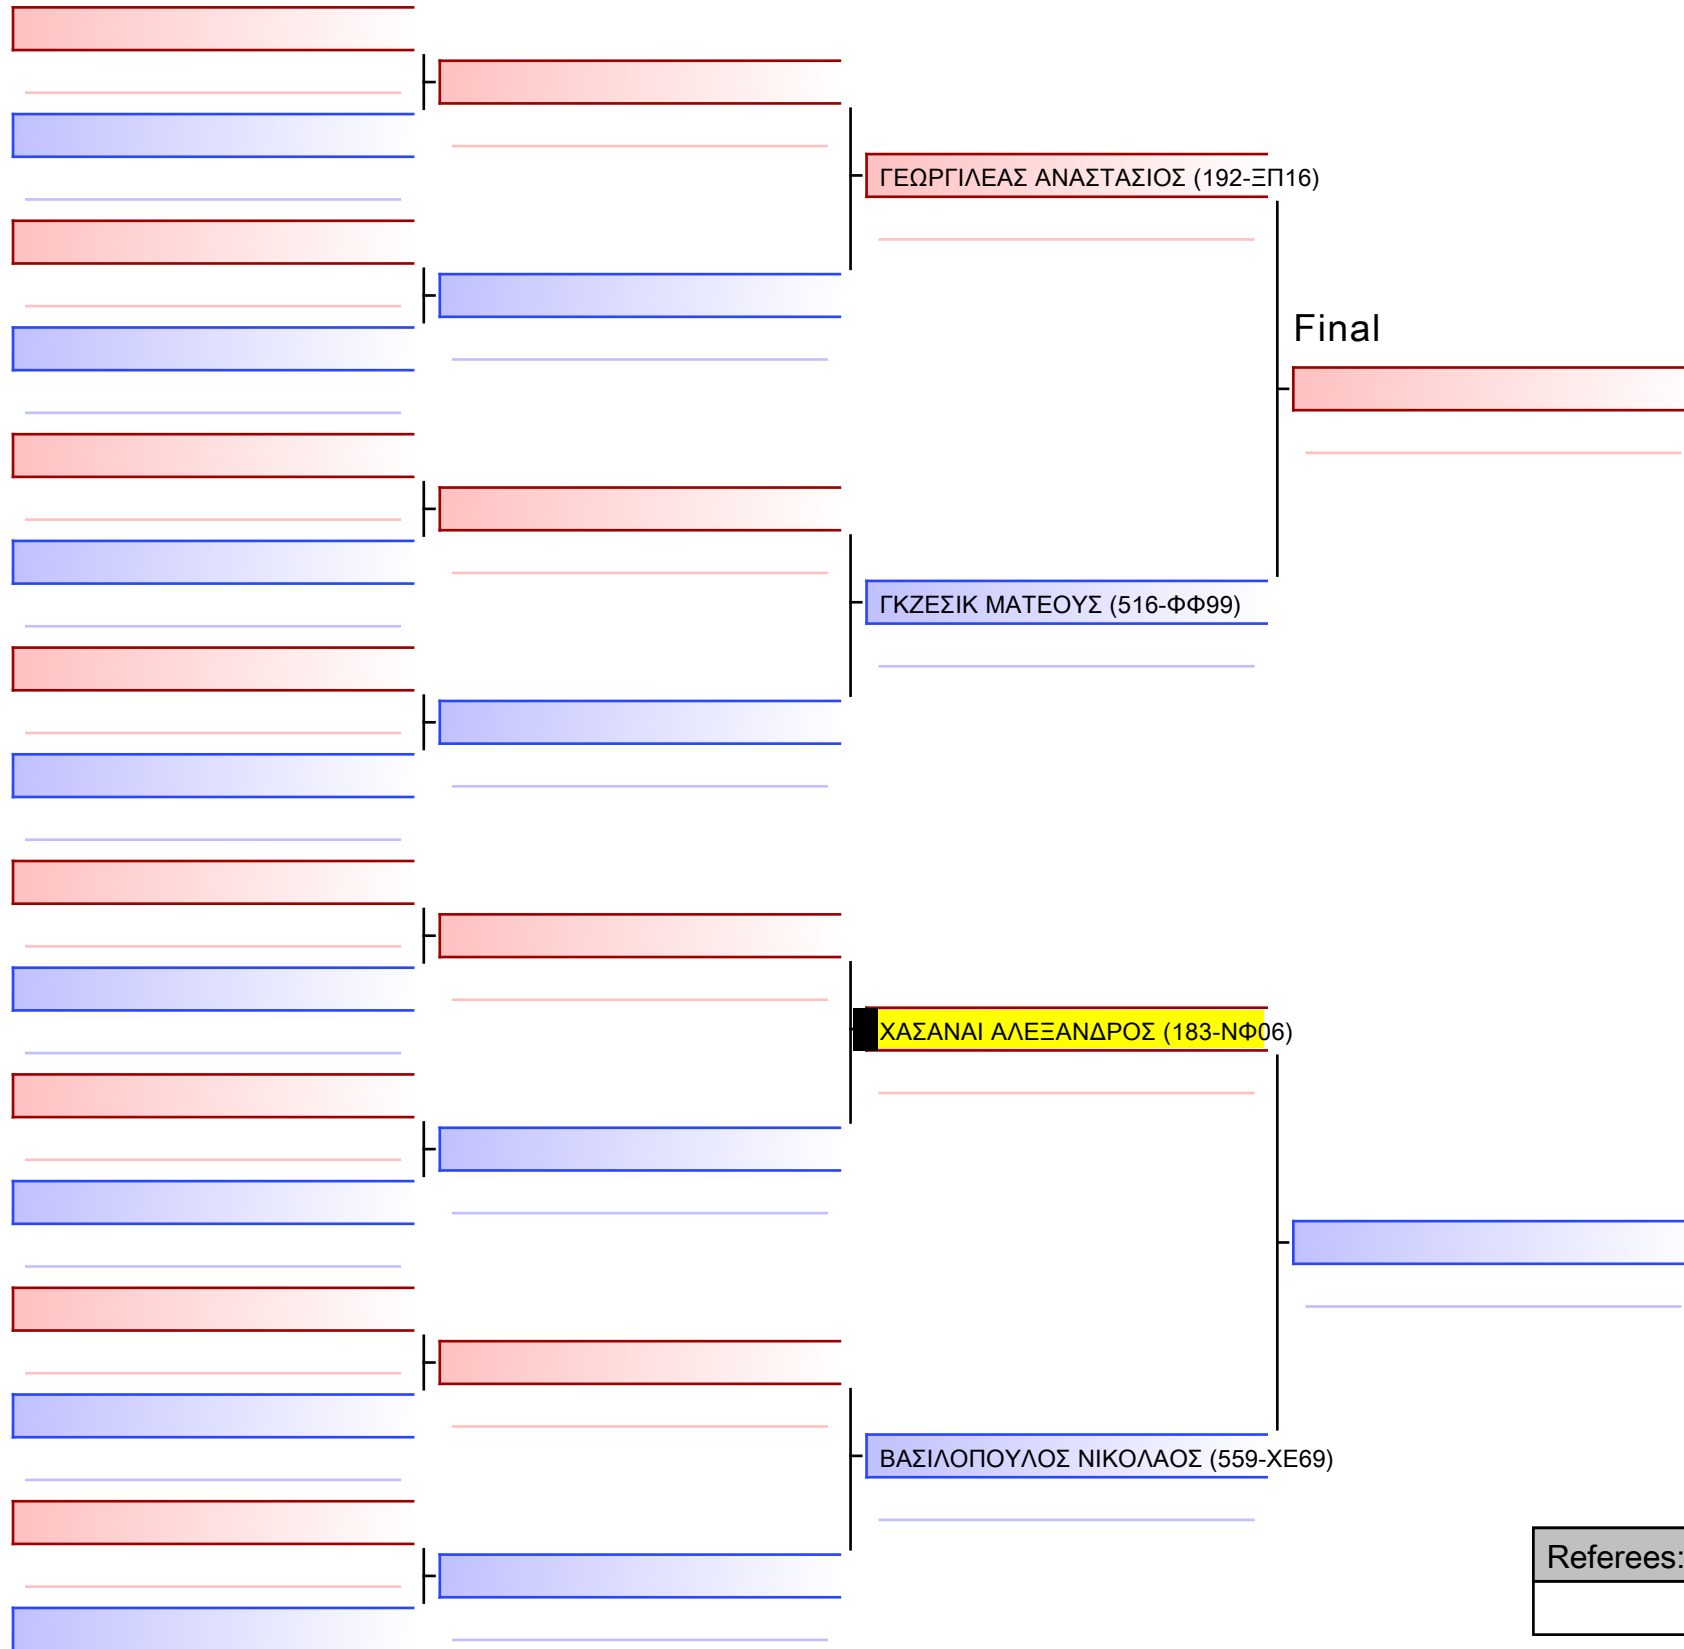 ΓΕΩΡΓΙΛΕΑΣ ΑΝΑΣΤΑΣΙΟΣ (192-ΞΠ16)
Final
ΓΚΖΕΣΙΚ ΜΑΤΕΟΥΣ (516-ΦΦ99)
ΧΑΣΑΝΑΙ ΑΛΕΞΑΝΔΡΟΣ (183-ΝΦ06)
ΒΑΣΙΛΟΠΟΥΛΟΣ ΝΙΚΟΛΑΟΣ (559-ΧΕ69)
Referees: